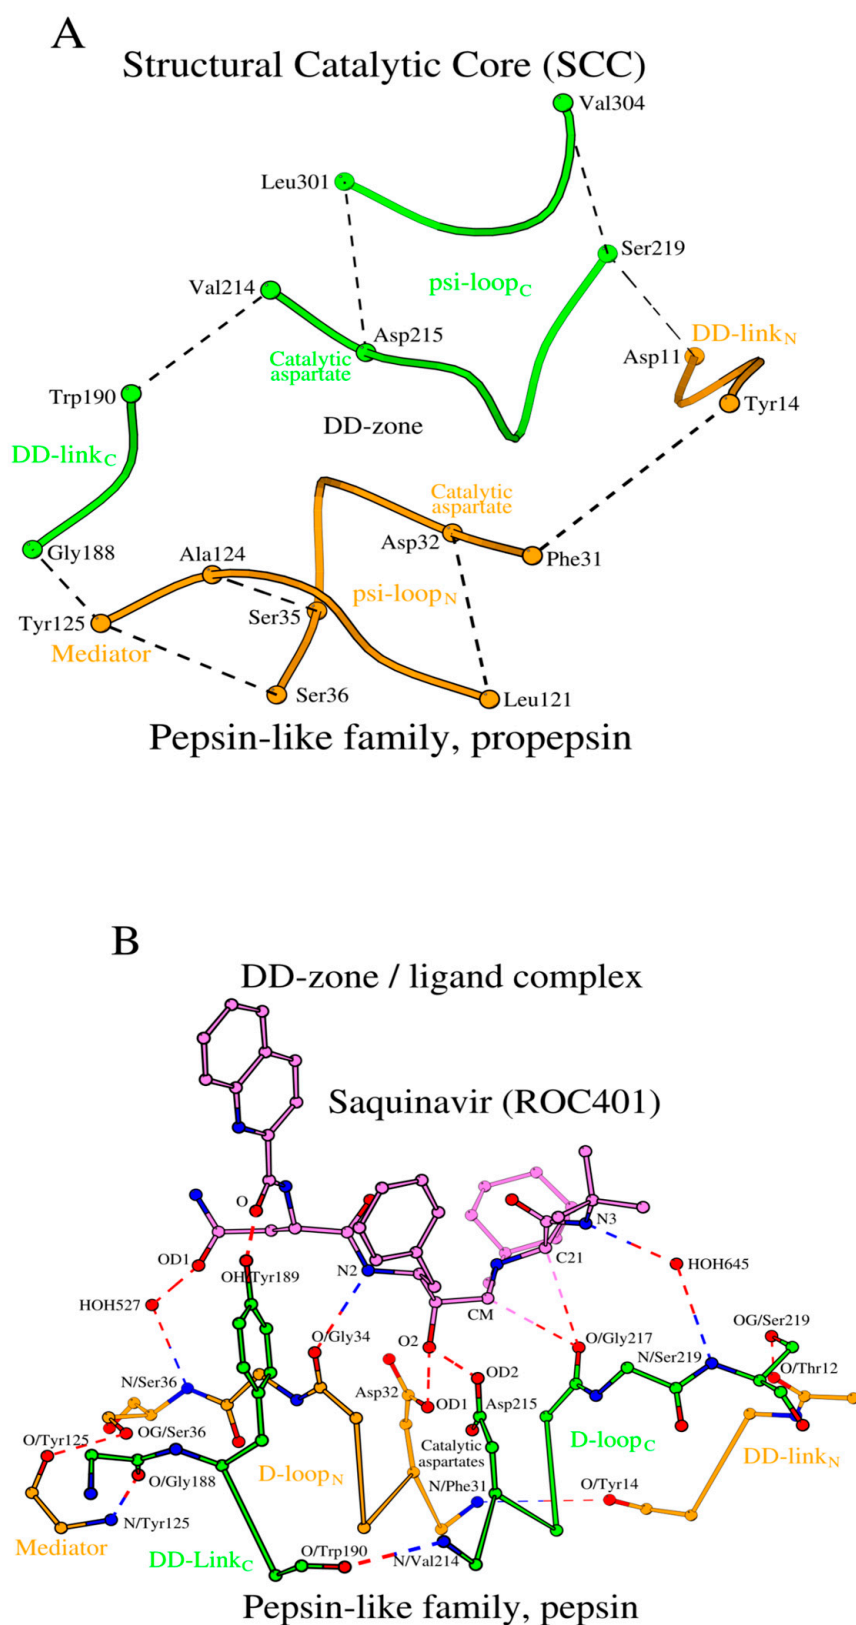 A
Structural Catalytic Core (SCC)
Val304
Leu301
Ser219
psi-loopC
Val214
Asp215
DD-linkN
Catalytic
aspartate
Asp11
Trp190
Tyr14
DD-zone
DD-linkC
Catalytic
aspartate
Asp32
Gly188
Ala124
Phe31
psi-loopN
Ser35
Tyr125
Mediator
Ser36
Leu121
Pepsin-like family, propepsin
B
DD-zone / ligand complex
Saquinavir (ROC401)
O
N3
OD1
C21
HOH645
OH/Tyr189
N2
HOH527
CM
OG/Ser219
O/Gly34
O2
O/Gly217
N/Ser219
O/Thr12
N/Ser36
OD2
Asp32
OD1
Asp215
OG/Ser36
D-loopC
O/Tyr125
Catalytic
aspartates
DD-linkN
D-loopN
O/Gly188
N/Phe31
O/Tyr14
N/Tyr125
Mediator
DD-LinkC
O/Trp190
N/Val214
Pepsin-like family, pepsin